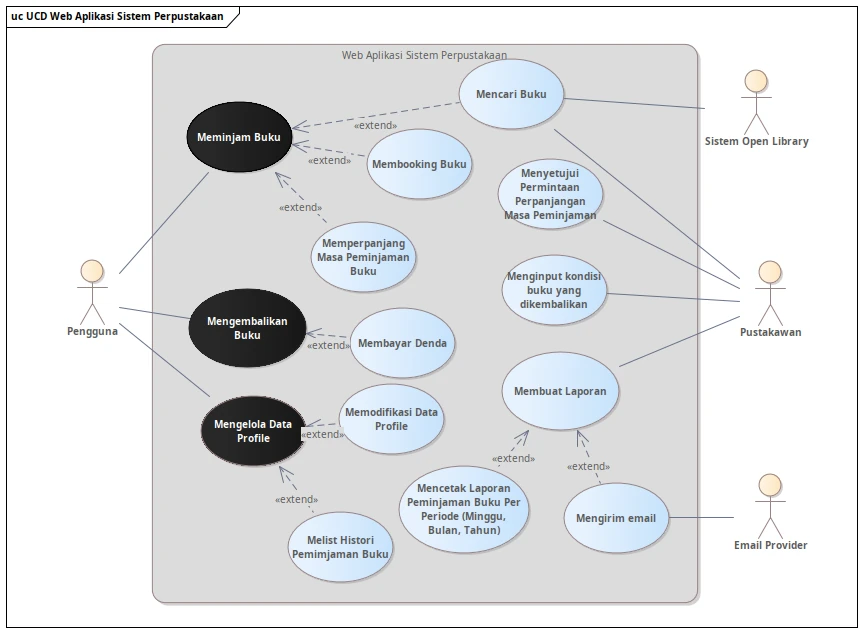 uc UCD Web Aplikasi Sistem Perpustakaan
Web Aplikasi Sistem Perpustakaan
Mencari Buku
Meminjam Buku
«extend»
Sistem Open Library
«extend»
Membooking Buku
Menyetujui
Permintaan
Perpanjangan
Masa Peminjaman
«extend»
Memperpanjang
Masa Peminjaman
Buku
Menginput kondisi
buku yang
dikembalikan
Pengguna
Pustakawan
Mengembalikan
Buku
«extend»
Membayar Denda
Membuat Laporan
Mengelola Data
Profile
«extend»
Memodifikasi Data
Profile
«extend»
«extend»
«extend»
Mencetak Laporan
Peminjaman Buku Per
Periode (Minggu,
Bulan, Tahun)
Mengirim email
Email Provider
Melist Histori
Pemimjaman Buku